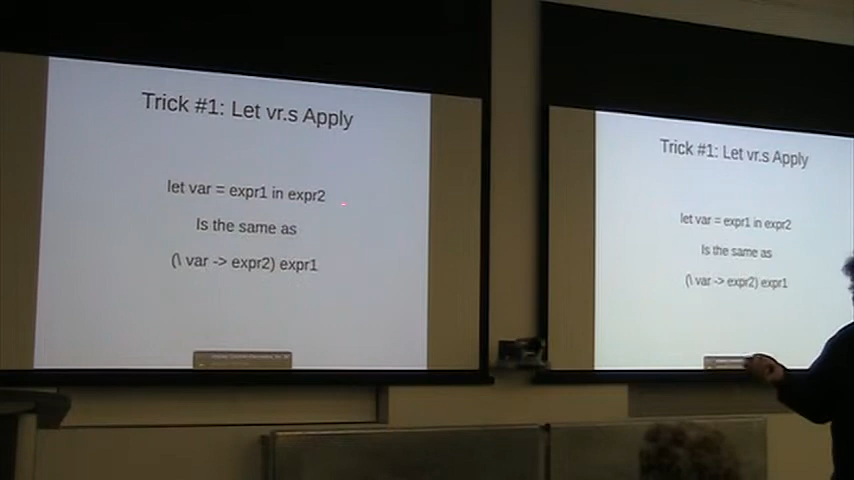 Trick #1: Let vr.s Apply
let var = expr1 in expr2
Is the same as
(\ var -> expr2) expr1
Trick #1: Let vr.s Apply
let var = expr1 in expr2
Is the same as
(\ var -> expr2) expr1